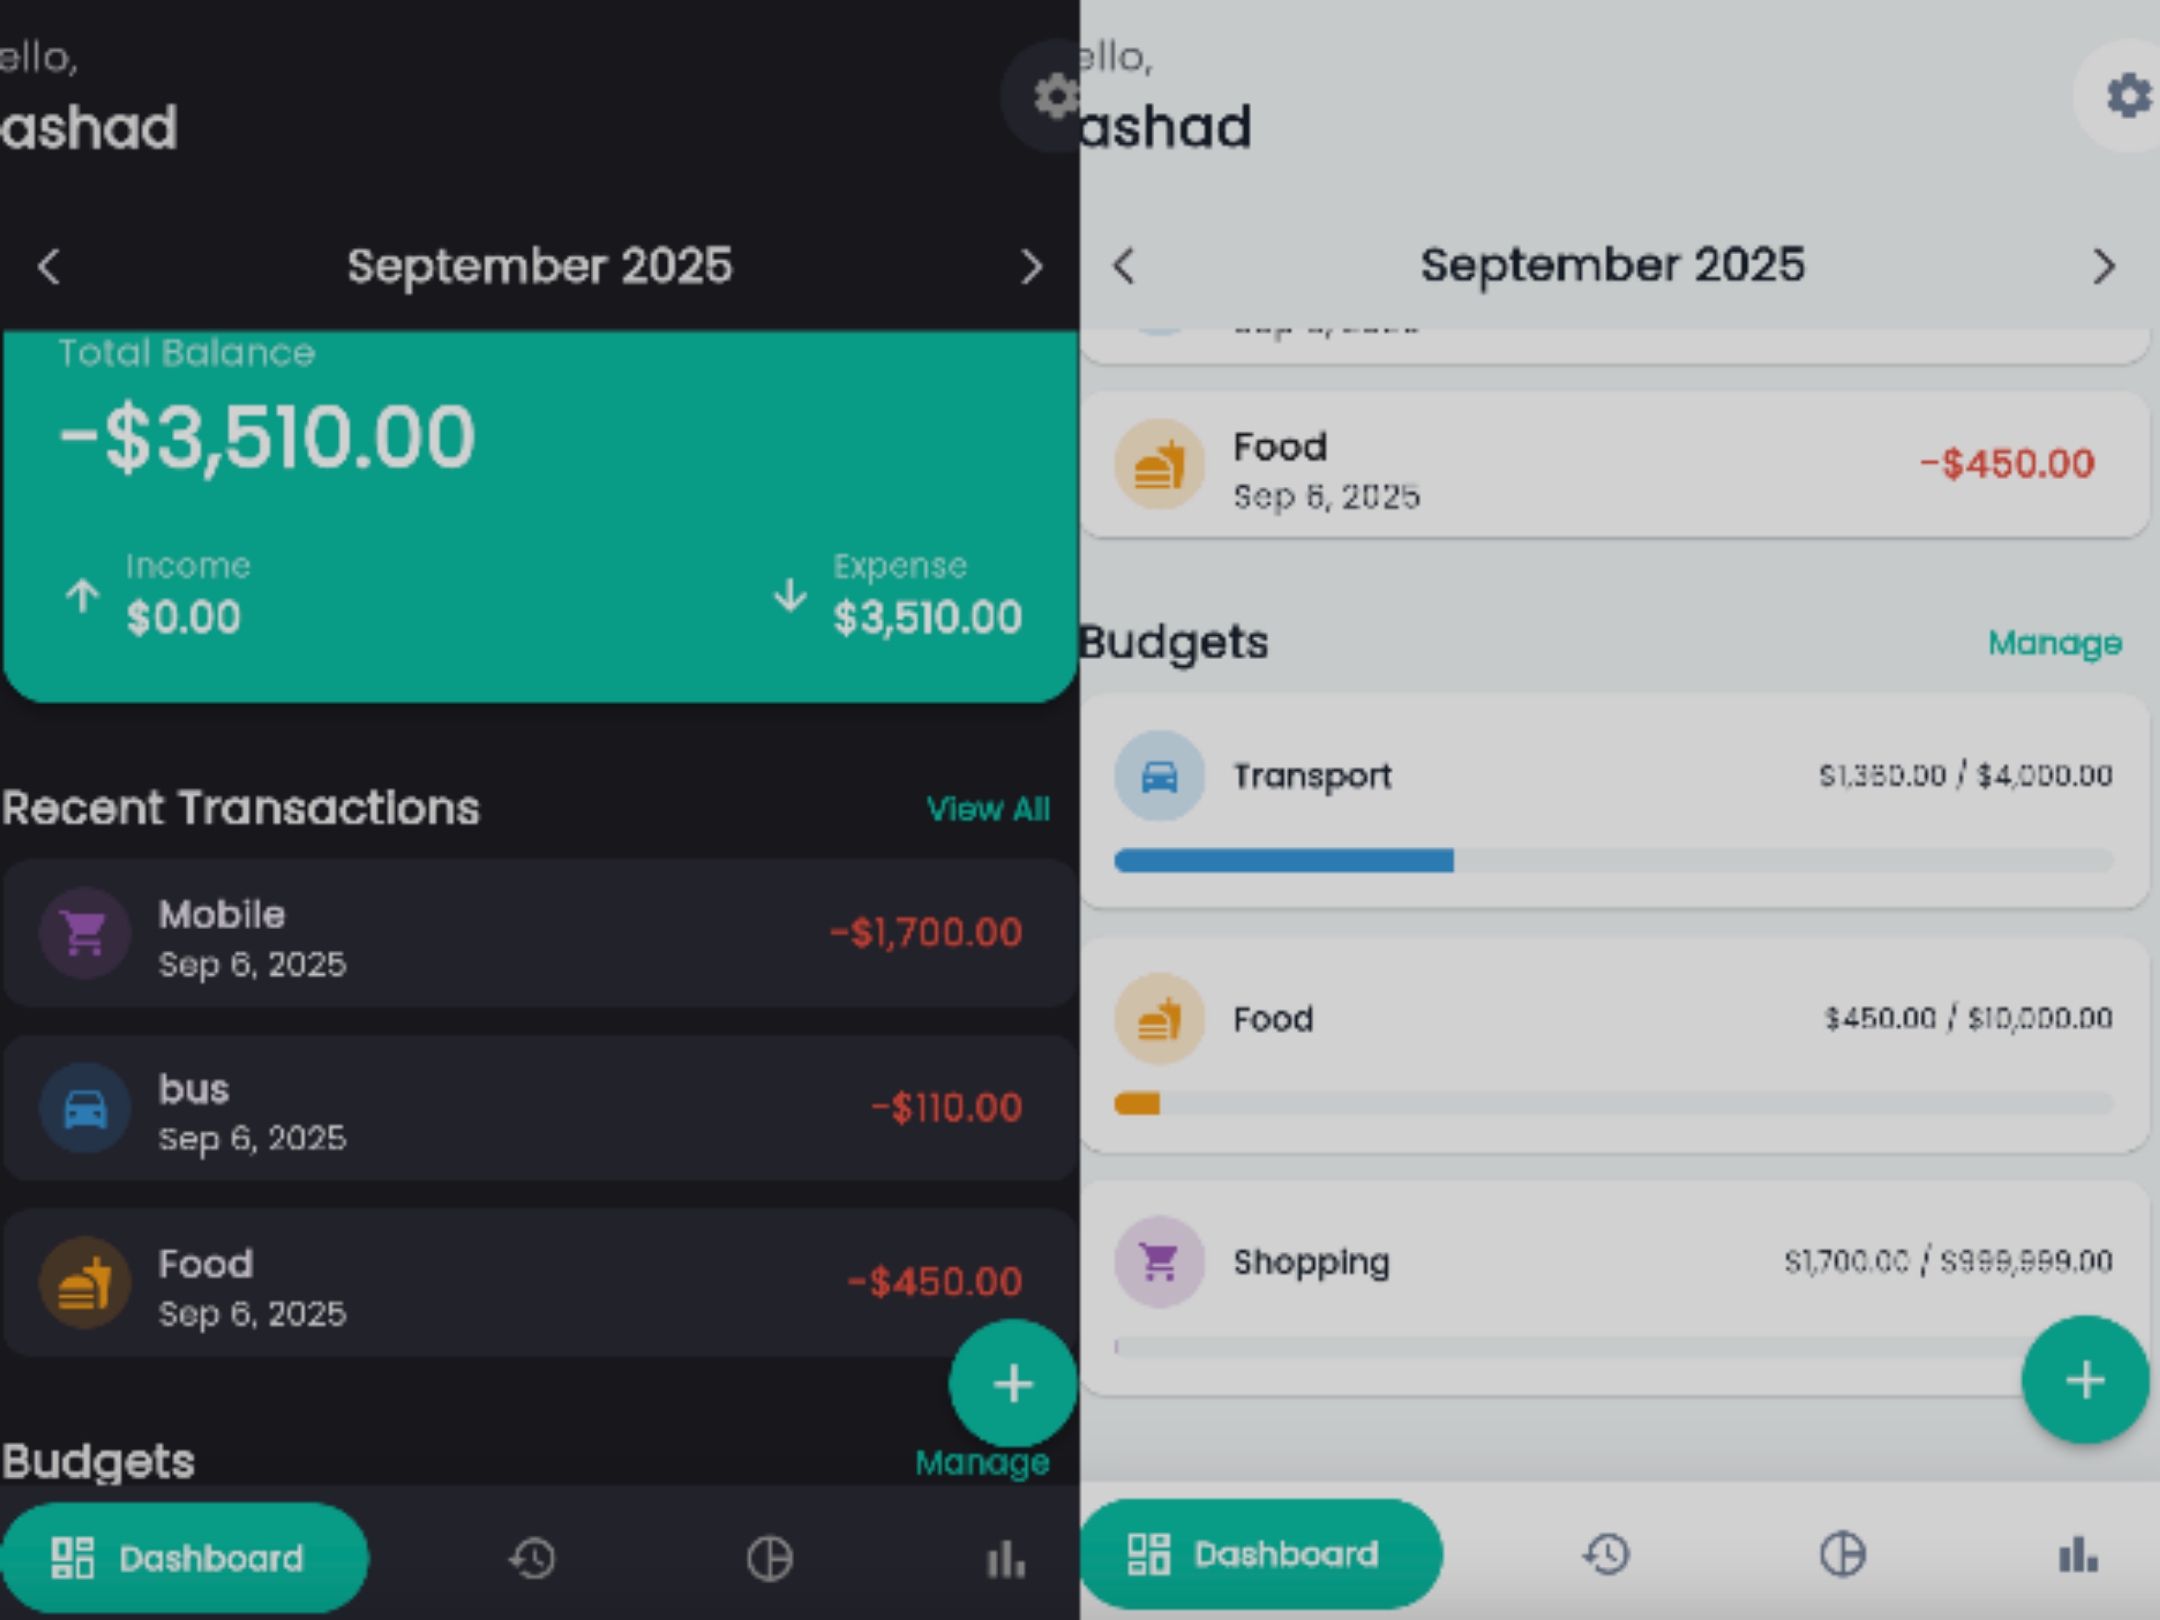 ello,
ashad
September 2025
Total Balance
-$3,510.00
Income
$0.00
Expense
$3,510.00
Recent Transactions
View All
Mobile
Sep 6, 2025
-$1,700.00
bus
Sep 6, 2025
-$110.00
Food
Sep 6, 2025
-$450.00
Budgets
Manage
Dashboard
ello,
ashad
September 2025
Food
Sep 6, 2025
-$450.00
Budgets
Manage
Transport
$1,360.00 / $4,000.00
Food
$450.00 / $10,000.00
Shopping
$1,700.00 / $999,999.00
Dashboard